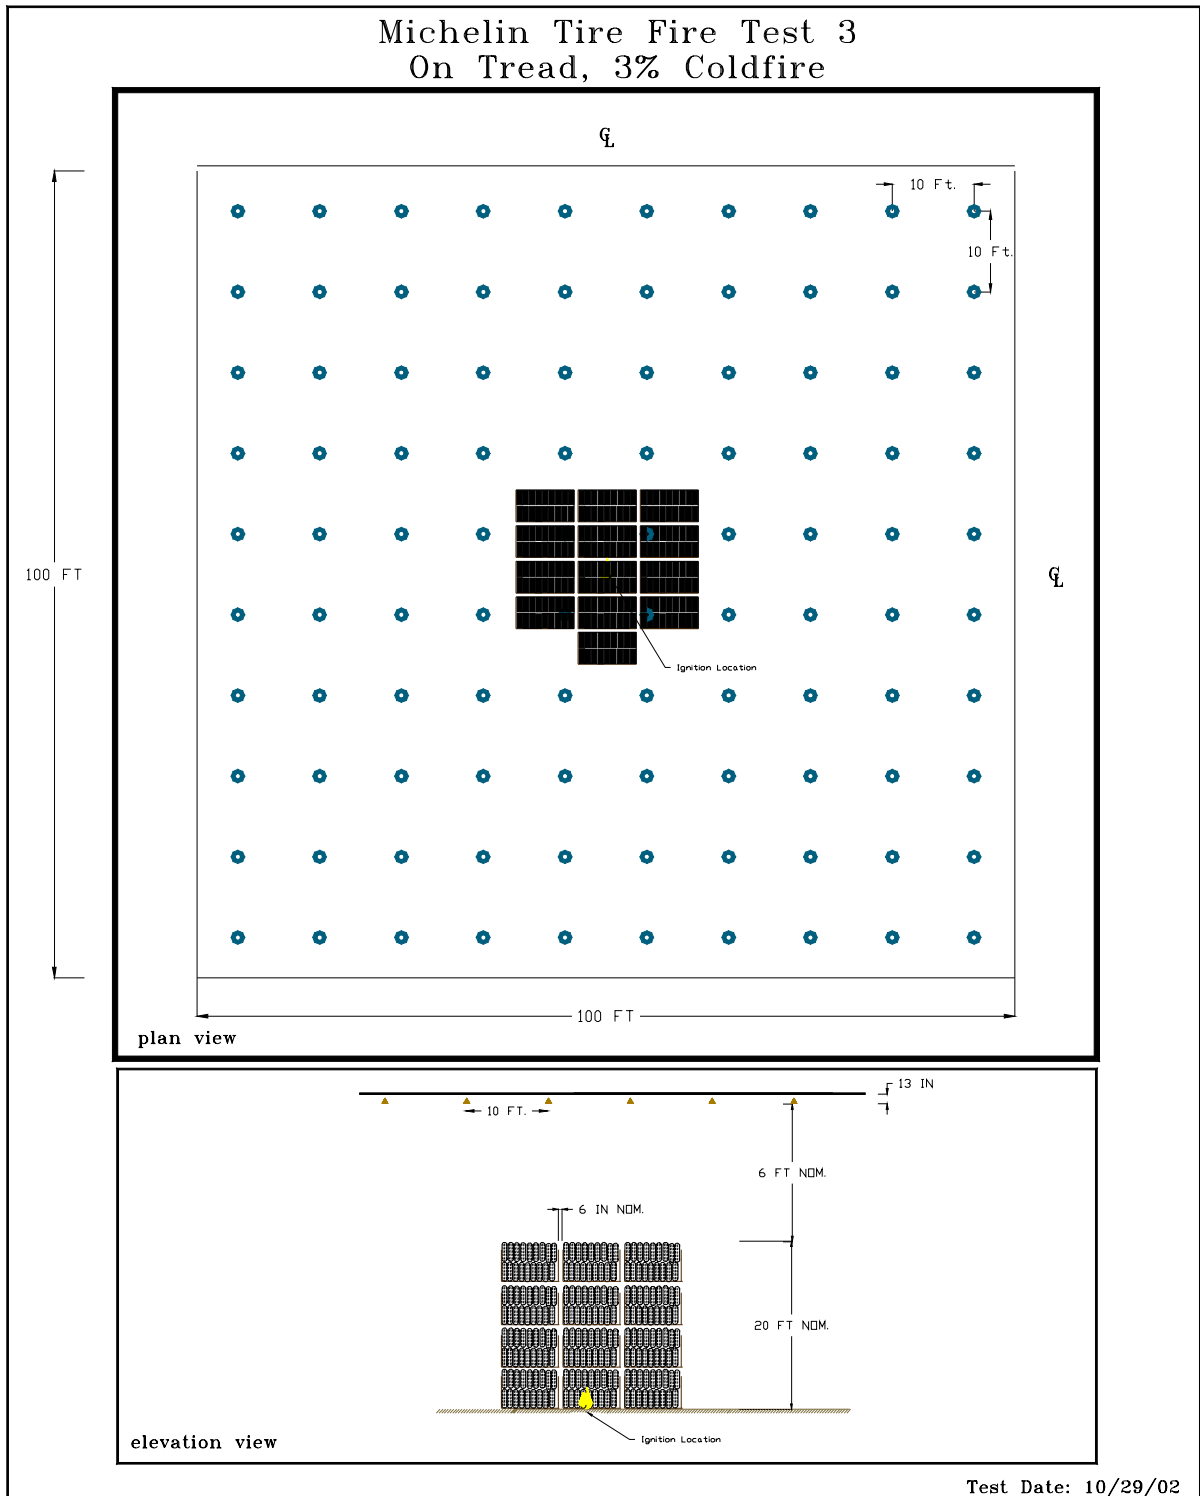 Michelin Tire Fire Test 3
On Tread, 3% Coldfire
℄
10 Ft.
10 Ft.
100 FT
℄
Ignition Location
100 FT
plan view
13 IN
10 FT.
6 FT NOM.
6 IN NOM.
20 FT NOM.
Ignition Location
elevation view
Test Date: 10/29/02